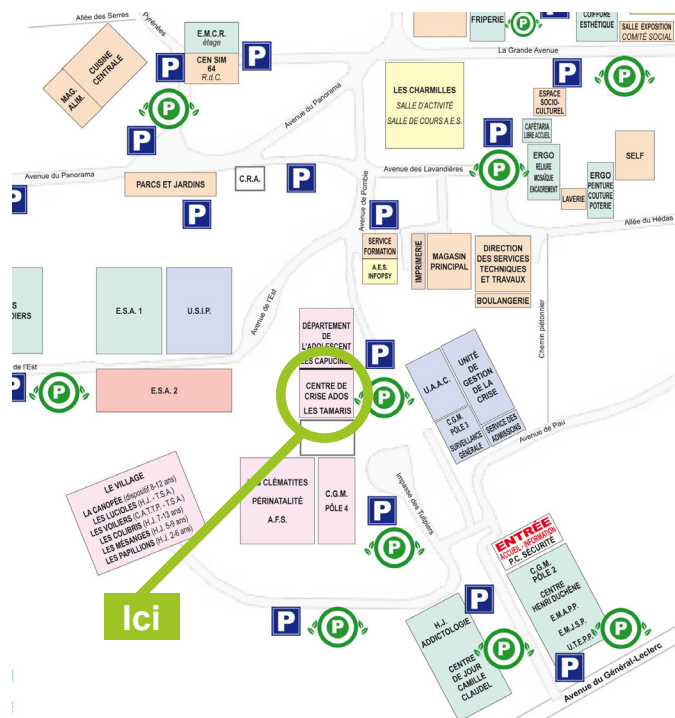 Allée des Serres
Pyrénées
E.M.C.R.
étage
CEN SIM
64
R.d.C.
CUISINE
CENTRALE
MAG.
ALIM.
P
P
P
P
FRIPERIE
P
COIFFURE
ESTHÉTIQUE
SALLE EXPOSITION
COMITÉ SOCIAL
La Grande Avenue
P
P
LES CHARMILLES
SALLE D'ACTIVITÉ
SALLE DE COURS A.E.S.
ESPACE
SOCIO-
CULTUREL
CAFÉTARIA
LIBRE ACCUEIL
P
P
ERGO
RELIURE
MOSAÏQUE
ENCADREMENT
LAVERIE
ERGO
PEINTURE
COUTURE
POTERIE
SELF
Avenue du Panorama
Avenue du Panorama
PARCS ET JARDINS
C.R.A.
P
P
Avenue des Lavandières
Avenue de Pombie
Allée du Hédas
P
SERVICE
FORMATION
A.E.S.
INFOPSY
IMPRIMERIE
MAGASIN
PRINCIPAL
DIRECTION
DES SERVICES
TECHNIQUES
ET TRAVAUX
BOULANGERIE
Chemin piétonnier
S
DIERS
E.S.A. 1
U.S.I.P.
Avenue de l'Est
de l'Est
P
P
E.S.A. 2
DÉPARTEMENT
DE
L'ADOLESCENT
LES CAPUCINE
CENTRE DE
CRISE ADOS
LES TAMARIS
P
P
U.A.A.C.
UNITÉ
DE
GESTION
DE LA
CRISE
C.G.M.
PÔLE 3
SURVEILLANCE
GÉNÉRALE
SERVICE DES
ADMISSIONS
Avenue de Pau
LE VILLAGE
LA CANOPÉE (dispositif 8-12 ans)
LES LUCIOLES (H.J. - T.S.A.)
LES VOILIERS (C.A.T.T.P. - T.S.A.)
LES COLIBRIS (H.J. 7-13 ans)
LES MÉSANGES (H.J. 5-9 ans)
LES PAPILLIONS (H.J. 2-6 ans)
CLÉMATITES
PÉRINATALITÉ
A.F.S.
C.G.M.
PÔLE 4
Impasse des Tulipiers
P
P
ENTRÉE
ACCUEIL - INFORMATION
P.C. SÉCURITÉ
C.G.M.
PÔLE 2
CENTRE
HENRI DUCHÊNE
E.M.A.P.P.
E.M.J.S.P.
U.T.E.P.P.
Ici
P
P
P
H.J.
ADDICTOLOGIE
CENTRE
DE JOUR
CAMILLE
CLAUDEL
P
P
P
Avenue du Général-Leclerc